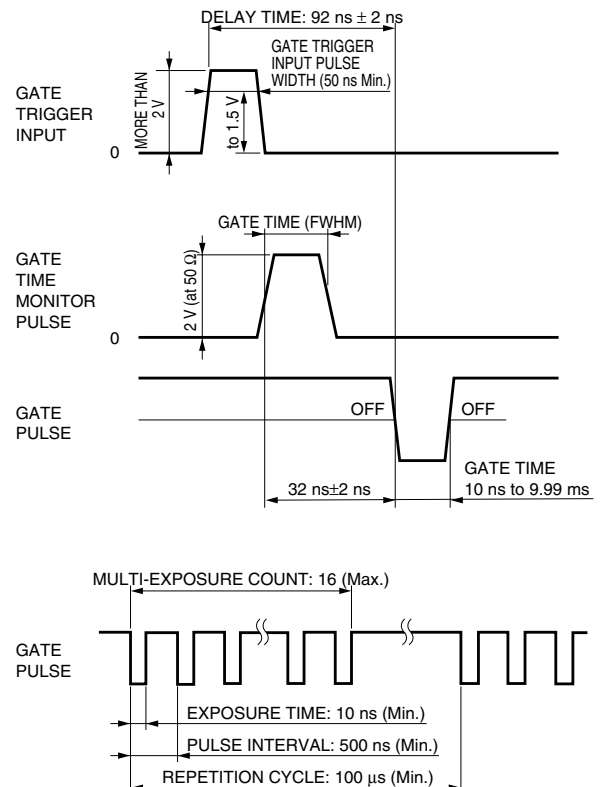 DELAY TIME: 92 ns ± 2 ns
GATE TRIGGER
INPUT PULSE
WIDTH (50 ns Min.)
GATE
TRIGGER
INPUT
MORE THAN
2 V
to 1.5 V
0
GATE TIME (FWHM)
GATE
TIME
MONITOR
PULSE
2 V (at 50 Ω)
0
GATE
PULSE
OFF
OFF
32 ns±2 ns
GATE TIME
10 ns to 9.99 ms
MULTI-EXPOSURE COUNT: 16 (Max.)
GATE
PULSE
EXPOSURE TIME: 10 ns (Min.)
PULSE INTERVAL: 500 ns (Min.)
REPETITION CYCLE: 100 μs (Min.)